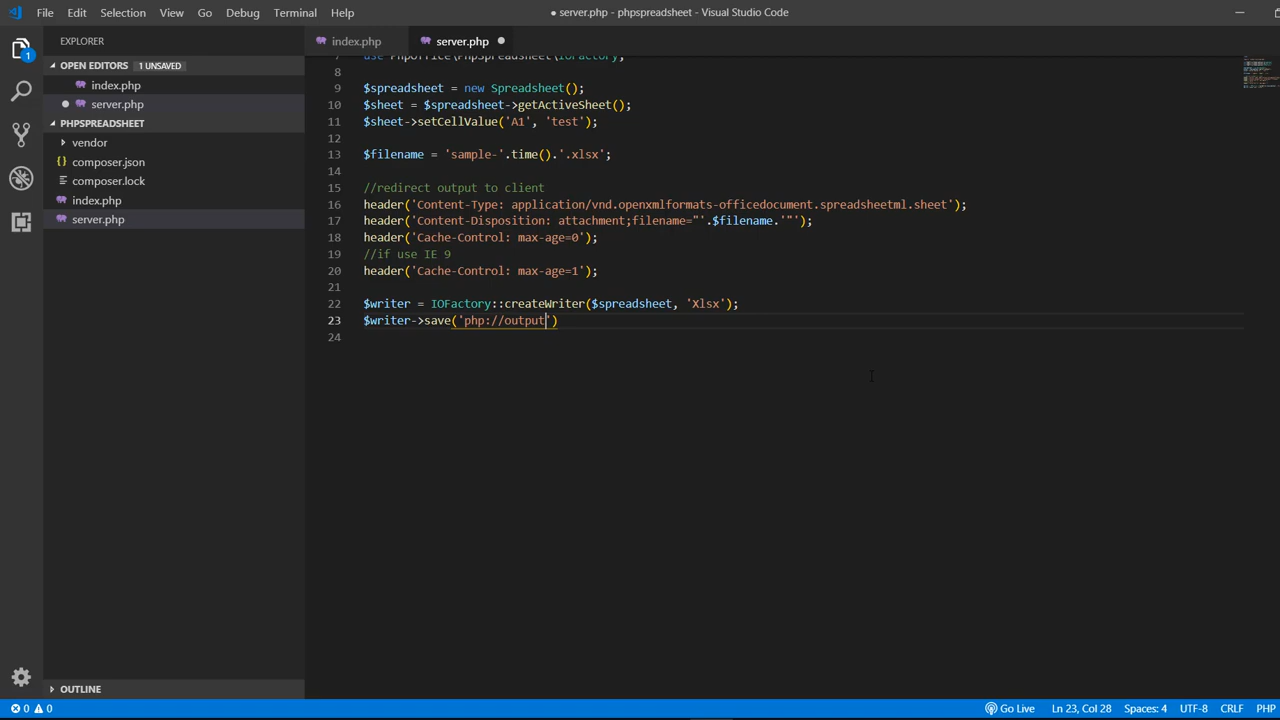 File Edit Selection View Go Debug Terminal Help
● server.php - phpspreadsheet - Visual Studio Code
EXPLORER
OPEN EDITORS 1 UNSAVED
index.php
server.php
PHPSPREADSHEET
vendor
composer.json
composer.lock
index.php
server.php
OUTLINE
1
index.php server.php
7 use PhpOffice\PhpSpreadsheet\IOFactory;
8
9 $spreadsheet = new Spreadsheet();
10 $sheet = $spreadsheet->getActiveSheet();
11 $sheet->setCellValue('A1', 'test');
12
13 $filename = 'sample-'.time().'.xlsx';
14
15 //redirect output to client
16 header('Content-Type: application/vnd.openxmlformats-officedocument.spreadsheetml.sheet');
17 header('Content-Disposition: attachment;filename="'.$filename.'"');
18 header('Cache-Control: max-age=0');
19 //if use IE 9
20 header('Cache-Control: max-age=1');
21
22 $writer = IOFactory::createWriter($spreadsheet, 'Xlsx');
23 $writer->save('php://output')
24
0 0 Go Live Ln 23, Col 28 Spaces: 4 UTF-8 CRLF PHP